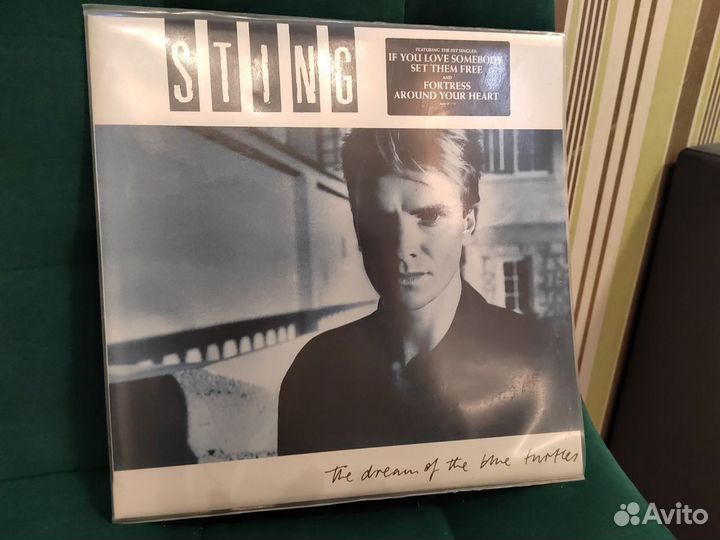 STING
FEATURING THE HIT SINGLES:
IF YOU LOVE SOMEBODY
SET THEM FREE
AND
FORTRESS
AROUND YOUR HEART
the dream of the blue turtles
Avito